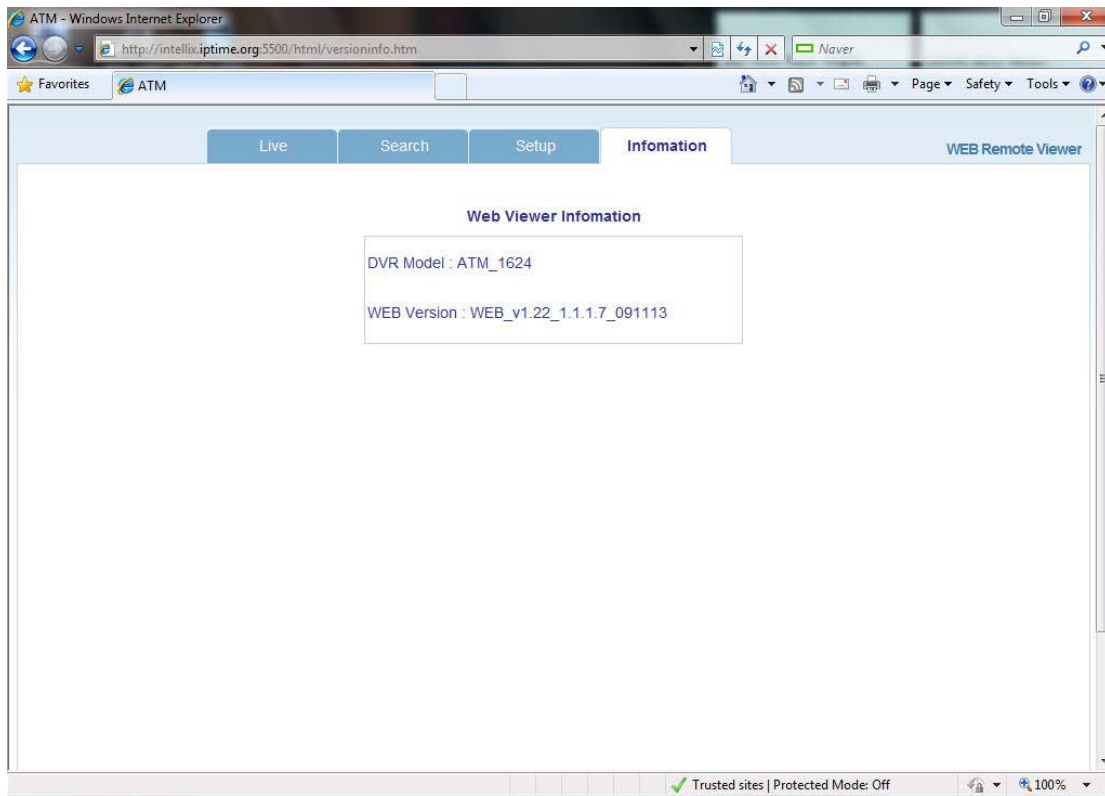 ATM - Windows Internet Explorer
http://intellix.iptime.org:5500/html/versioninfo.htm
Naver
Favorites ATM Page Safety Tools
Live Search Setup Infomation WEB Remote Viewer
Web Viewer Infomation
DVR Model : ATM_1624
WEB Version : WEB_v1.22_1.1.1.7_091113
Trusted sites | Protected Mode: Off 100%